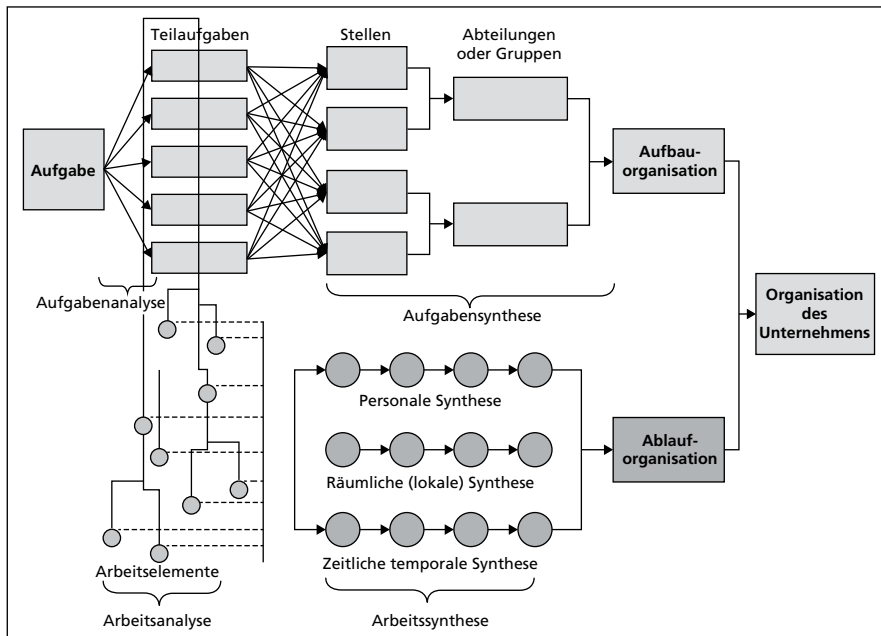 Teilaufgaben
Stellen
Abteilungen
oder Gruppen
Aufgabe
Aufbau-
organisation
Aufgabenanalyse
Aufgabensynthese
Organisation
des
Unternehmens
Personale Synthese
Ablauf-
organisation
Räumliche (lokale) Synthese
Zeitliche temporale Synthese
Arbeitselemente
Arbeitsanalyse
Arbeitssynthese